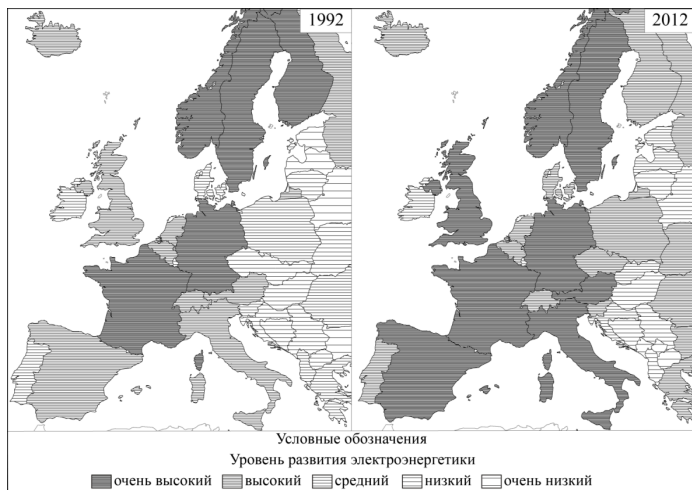 1992
2012
Условные обозначения
Уровень развития электроэнергетики
очень высокий высокий средний низкий очень низкий